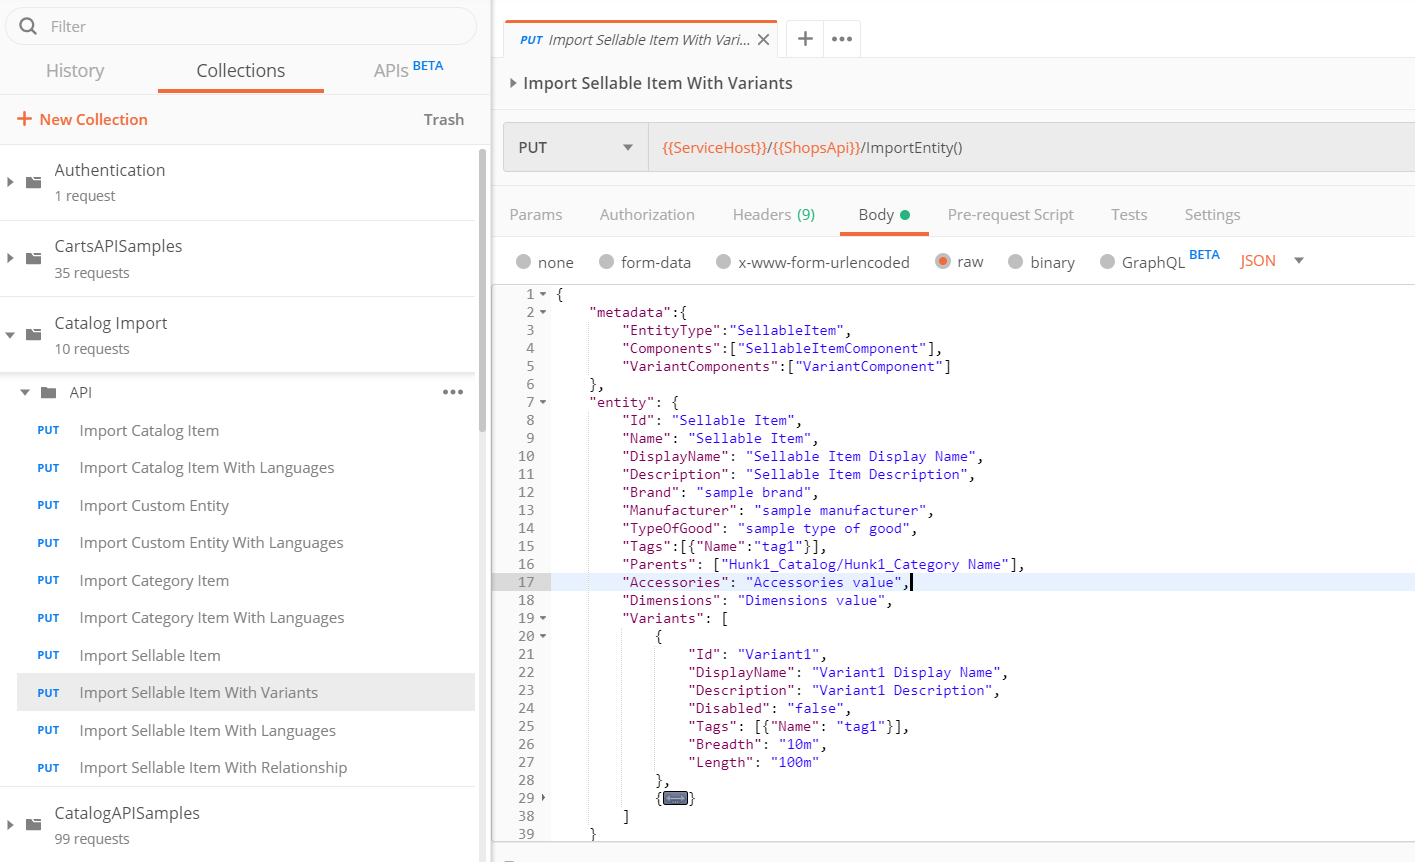 Filter
History
Collections
APIs BETA
+ New Collection
Trash
Authentication
1 request
CartsAPISamples
35 requests
Catalog Import
10 requests
API
PUT Import Catalog Item
PUT Import Catalog Item With Languages
PUT Import Custom Entity
PUT Import Custom Entity With Languages
PUT Import Category Item
PUT Import Category Item With Languages
PUT Import Sellable Item
PUT Import Sellable Item With Variants
PUT Import Sellable Item With Languages
PUT Import Sellable Item With Relationship
CatalogAPISamples
99 requests
PUT Import Sellable Item With Vari...
Import Sellable Item With Variants
PUT
{{ServiceHost}}/{{ShopsApi}}/ImportEntity()
Params Authorization Headers (9) Body Pre-request Script Tests Settings
none form-data x-www-form-urlencoded raw binary GraphQL BETA JSON
1 {
2 "metadata":{
3 "EntityType":"SellableItem",
4 "Components":["SellableItemComponent"],
5 "VariantComponents":["VariantComponent"]
6 },
7 "entity": {
8 "Id": "Sellable Item",
9 "Name": "Sellable Item",
10 "DisplayName": "Sellable Item Display Name",
11 "Description": "Sellable Item Description",
12 "Brand": "sample brand",
13 "Manufacturer": "sample manufacturer",
14 "TypeOfGood": "sample type of good",
15 "Tags":[{"Name":"tag1"}],
16 "Parents": ["Hunk1_Catalog/Hunk1_Category Name"],
17 "Accessories": "Accessories value",
18 "Dimensions": "Dimensions value",
19 "Variants": [
20 {
21 "Id": "Variant1",
22 "DisplayName": "Variant1 Display Name",
23 "Description": "Variant1 Description",
24 "Disabled": "false",
25 "Tags": [{"Name": "tag1"}],
26 "Breadth": "10m",
27 "Length": "100m"
28 },
29 {}
38 ]
39 }